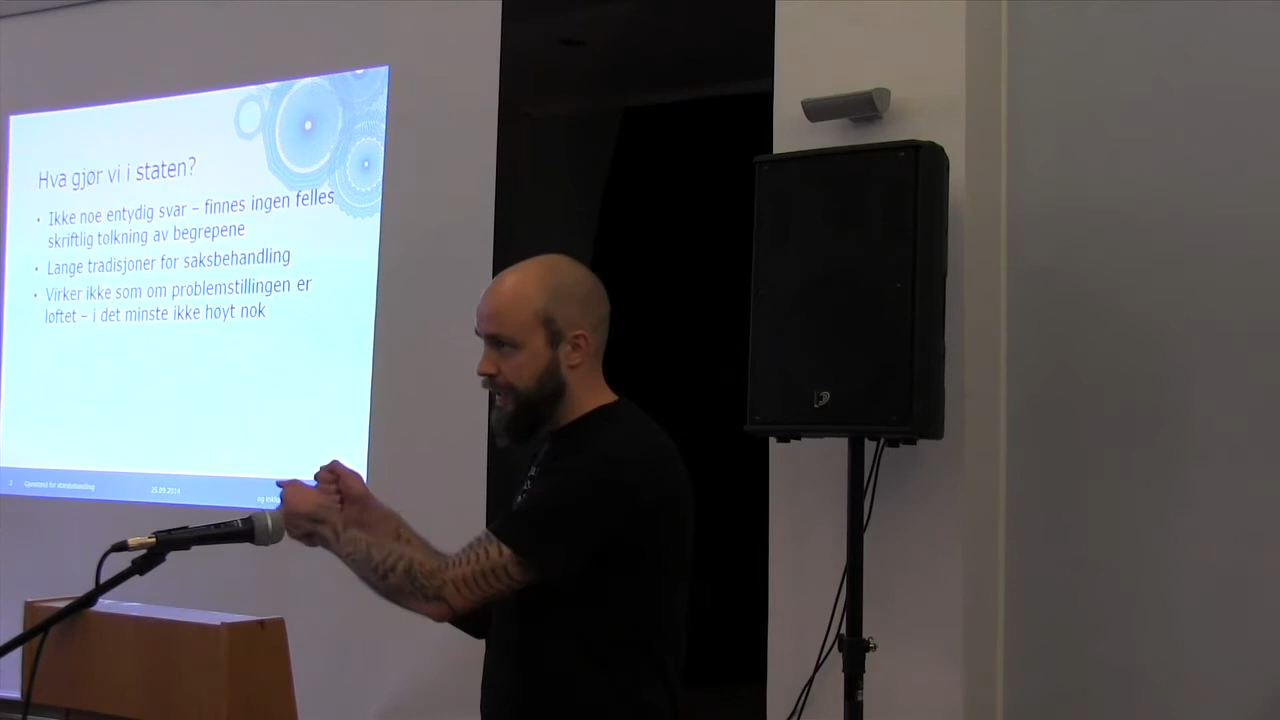 Hva gjør vi i staten?
• Ikke noe entydig svar – finnes ingen felles
skriftlig tolkning av begrepene
• Lange tradisjoner for saksbehandling
• Virker ikke som om problemstillingen er
løftet – i det minste ikke høyt nok
25.09.2014